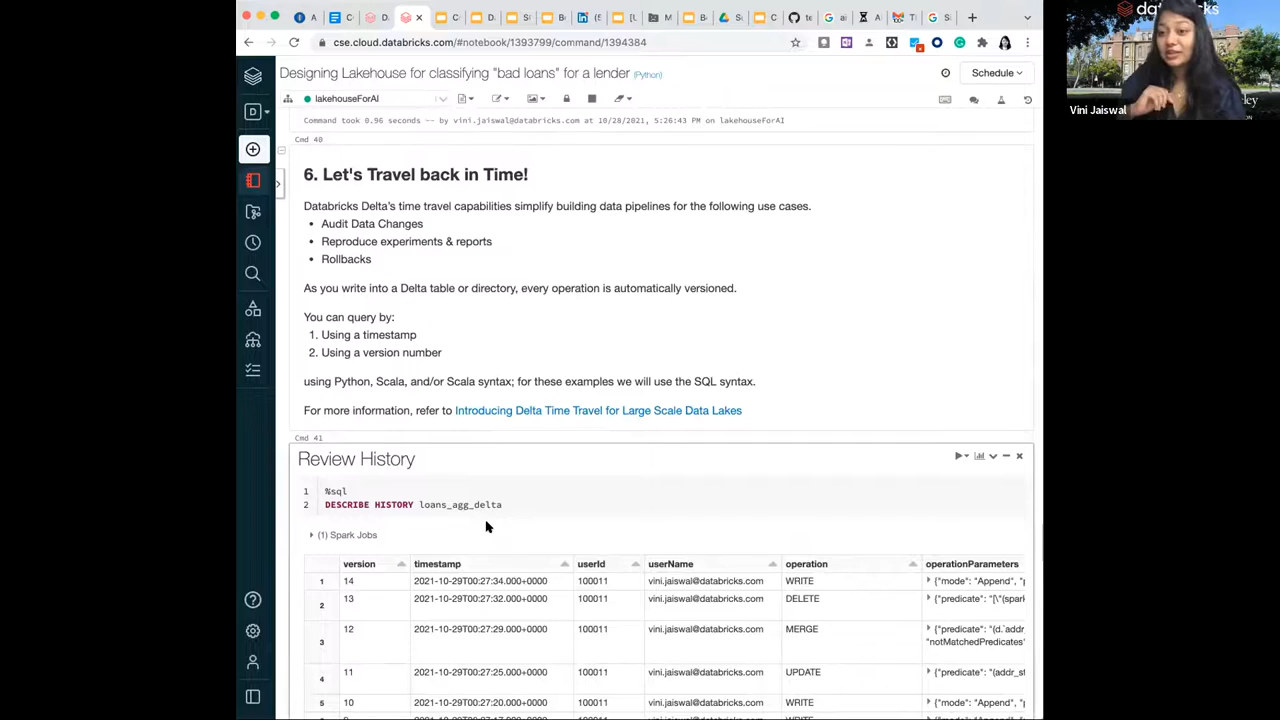 cse.cloud.databricks.com/#notebook/1393799/command/1394384
Designing Lakehouse for classifying "bad loans" for a lender (Python)
Schedule
D
lakehouseForAI
Command took 0.96 seconds -- by vini.jaiswal@databricks.com at 10/28/2021, 5:26:43 PM on lakehouseForAI
Cmd 40
6. Let's Travel back in Time!
Databricks Delta's time travel capabilities simplify building data pipelines for the following use cases.
• Audit Data Changes
• Reproduce experiments & reports
• Rollbacks
As you write into a Delta table or directory, every operation is automatically versioned.
You can query by:
1. Using a timestamp
2. Using a version number
using Python, Scala, and/or Scala syntax; for these examples we will use the SQL syntax.
For more information, refer to Introducing Delta Time Travel for Large Scale Data Lakes
Cmd 41
Review History
1 %sql
2 DESCRIBE HISTORY loans_agg_delta
(1) Spark Jobs
version timestamp userId userName operation operationParameters
1 14 2021-10-29T00:27:34.000+0000 100011 vini.jaiswal@databricks.com WRITE {"mode": "Append", "p
2 13 2021-10-29T00:27:32.000+0000 100011 vini.jaiswal@databricks.com DELETE {"predicate": "[\"(spark
3 12 2021-10-29T00:27:29.000+0000 100011 vini.jaiswal@databricks.com MERGE {"predicate": "(d.`addr_
"notMatchedPredicates"
4 11 2021-10-29T00:27:25.000+0000 100011 vini.jaiswal@databricks.com UPDATE {"predicate": "(addr_st
5 10 2021-10-29T00:27:20.000+0000 100011 vini.jaiswal@databricks.com WRITE {"mode": "Append", "p
Vini Jaiswal